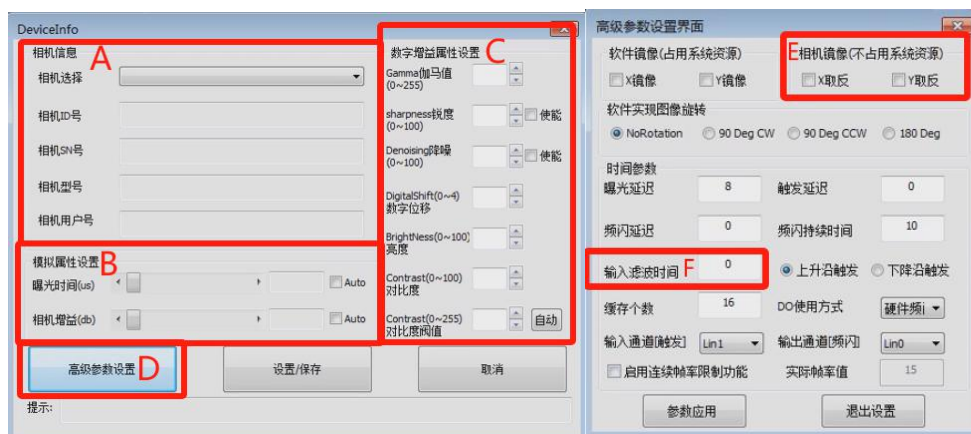 DeviceInfo
A
相机信息
相机选择
相机ID号
相机SN号
相机型号
相机用户号
B
模拟属性设置
曝光时间(us)
Auto
相机增益(db)
Auto
C
数字增益属性设置
Gamma伽马值
(0~255)
sharpness锐度
(0~100)
使能
Denoising降噪
(0~100)
使能
DigitalShift(0~4)
数字位移
BrightNess(0~100)
亮度
Contrast(0~100)
对比度
Contrast(0~255)
对比度阀值
自动
高级参数设置
D
设置/保存
取消
提示:
高级参数设置界面
软件镜像(占用系统资源)
X镜像
Y镜像
E
相机镜像(不占用系统资源)
X取反
Y取反
软件实现图像旋转
NoRotation
90 Deg CW
90 Deg CCW
180 Deg
时间参数
曝光延迟
8
触发延迟
0
频闪延迟
0
频闪持续时间
10
输入滤波时间
F
0
上升沿触发
下降沿触发
缓存个数
16
DO使用方式
硬件频
输入通道[触发]
Lin1
输出通道[频闪]
Lin0
启用连续帧率限制功能
实际帧率值
15
参数应用
退出设置